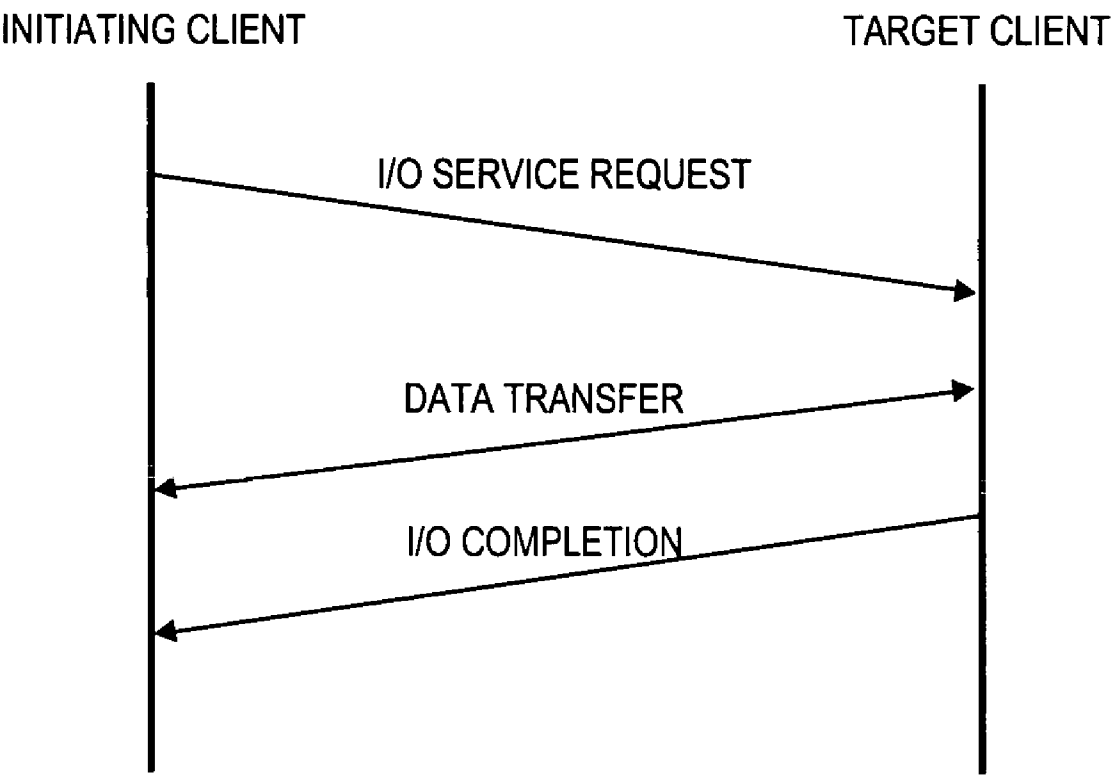 INITIATING CLIENT
TARGET CLIENT
I/O SERVICE REQUEST
DATA TRANSFER
I/O COMPLETION